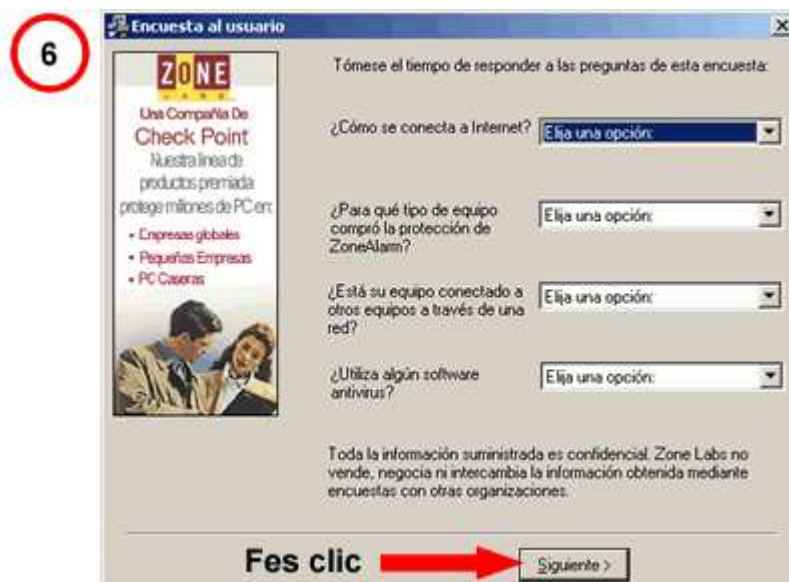 6
Encuesta al usuario
ZONE
LABS
Una Compañía De
Check Point
Nuestra línea de
productos premiada
protege millones de PC en:
• Empresas globales
• Pequeñas Empresas
• PC Caseras
Tómese el tiempo de responder a las preguntas de esta encuesta:
¿Cómo se conecta a Internet?
Elija una opción:
¿Para qué tipo de equipo
compró la protección de
ZoneAlarm?
Elija una opción:
¿Está su equipo conectado a
otros equipos a través de una
red?
Elija una opción:
¿Utiliza algún software
antivirus?
Elija una opción:
Toda la información suministrada es confidencial. Zone Labs no
vende, negocia ni intercambia la información obtenida mediante
encuestas con otras organizaciones.
Fes clic
Siguiente >